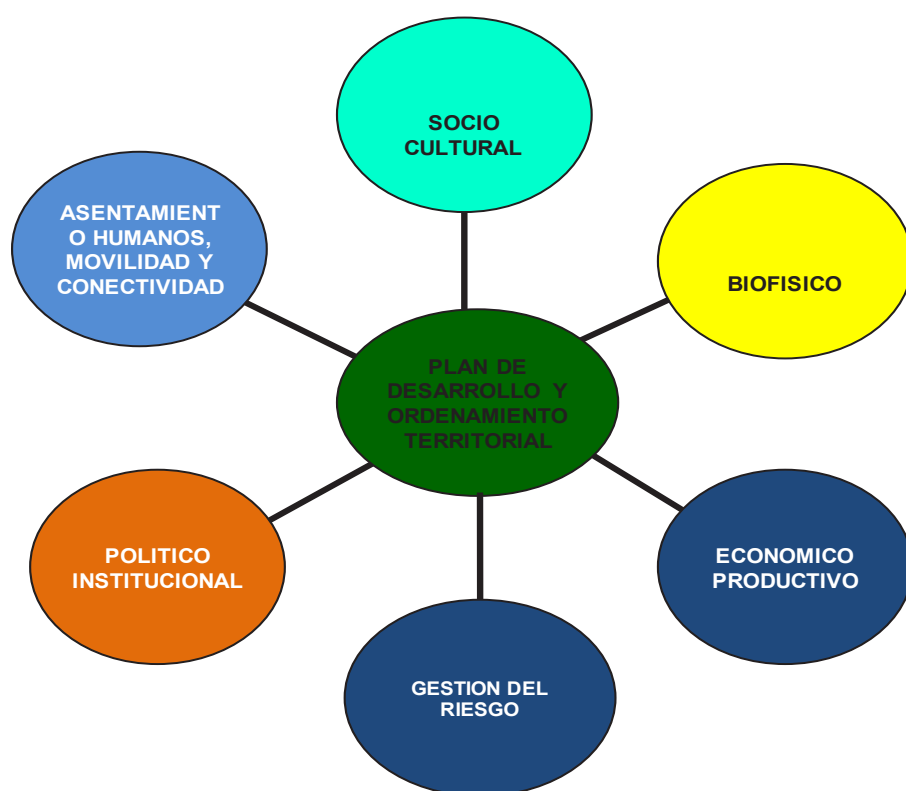 SOCIO
CULTURAL
ASENTAMIENT
O HUMANOS,
MOVILIDAD Y
CONECTIVIDAD
BIOFISICO
PLAN DE
DESARROLLO Y
ORDENAMIENTO
TERRITORIAL
POLITICO
INSTITUCIONAL
ECONOMICO
PRODUCTIVO
GESTION DEL
RIESGO